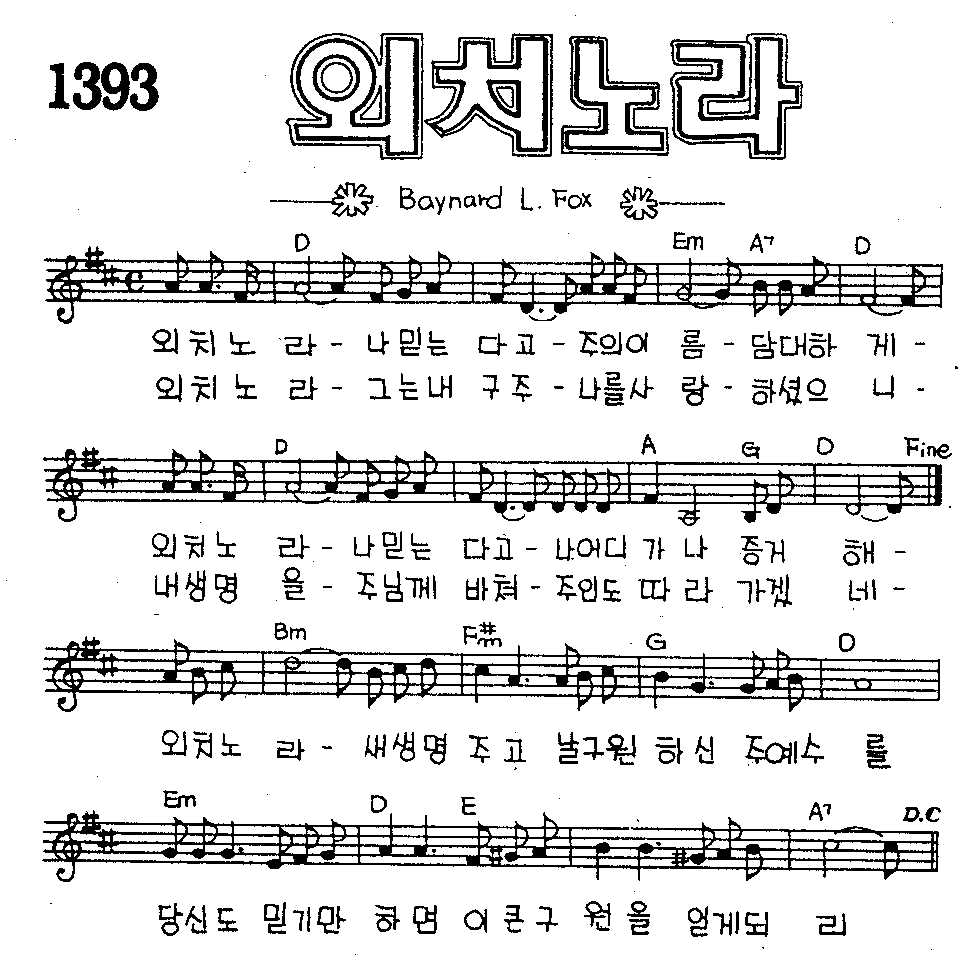 1393
외쳐노라
Baynard L. Fox
D Em A7 D
외치노 라 - 나믿는 다고 - 주의이 름 - 담대하 게 -
외치노 라 - 그는내 구주 - 나를사 랑 - 하셨으 니 -
D A G D Fine
외쳐노 라 - 나믿는 다고 - 나어디 가 나 증거 해 -
내생명 을 - 주님께 바쳐 - 주인도 따 라 가겠 네 -
Bm F#m G D
외쳐노 라 - 새생명 주 고 날구원 하 신 주예수 를
Em D E A7 D.C
당신도 믿기만 하 면 이큰구 원 을 얻게되 리